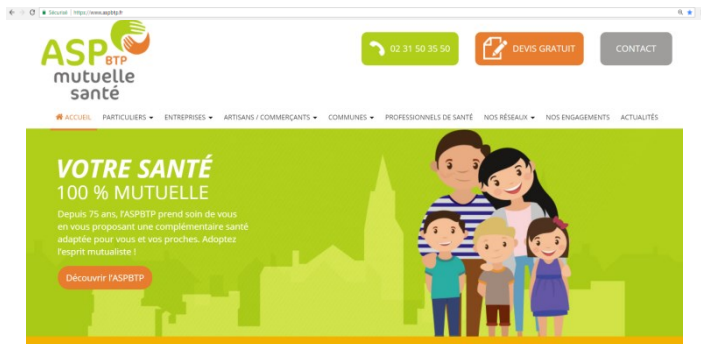 Sécurisé | https://www.aspbtp.fr
ASP BTP
mutuelle
santé
02 31 50 35 50
DEVIS GRATUIT
CONTACT
ACCUEIL PARTICULIERS ENTREPRISES ARTISANS / COMMERÇANTS COMMUNES PROFESSIONNELS DE SANTÉ NOS RÉSEAUX NOS ENGAGEMENTS ACTUALITÉS
VOTRE SANTÉ
100 % MUTUELLE
Depuis 75 ans, l'ASPBTP prend soin de vous
en vous proposant une complémentaire santé
adaptée pour vous et vos proches. Adoptez
l'esprit mutualiste !
Découvrir l'ASPBTP